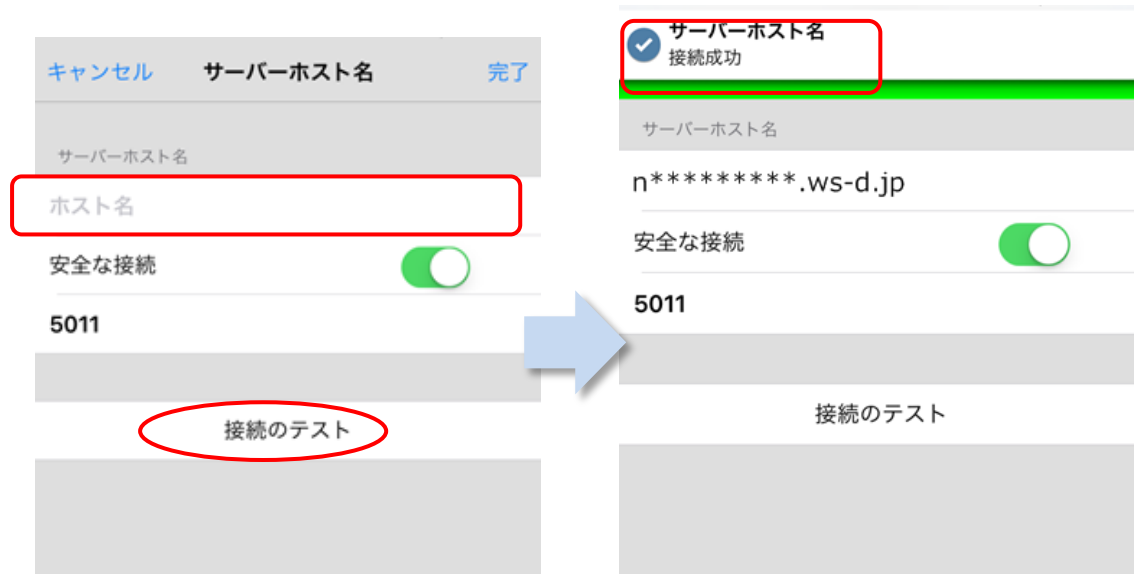 キャンセル サーバーホスト名 完了
サーバーホスト名
ホスト名
安全な接続
5011
接続のテスト
サーバーホスト名
接続成功
サーバーホスト名
n*********.ws-d.jp
安全な接続
5011
接続のテスト